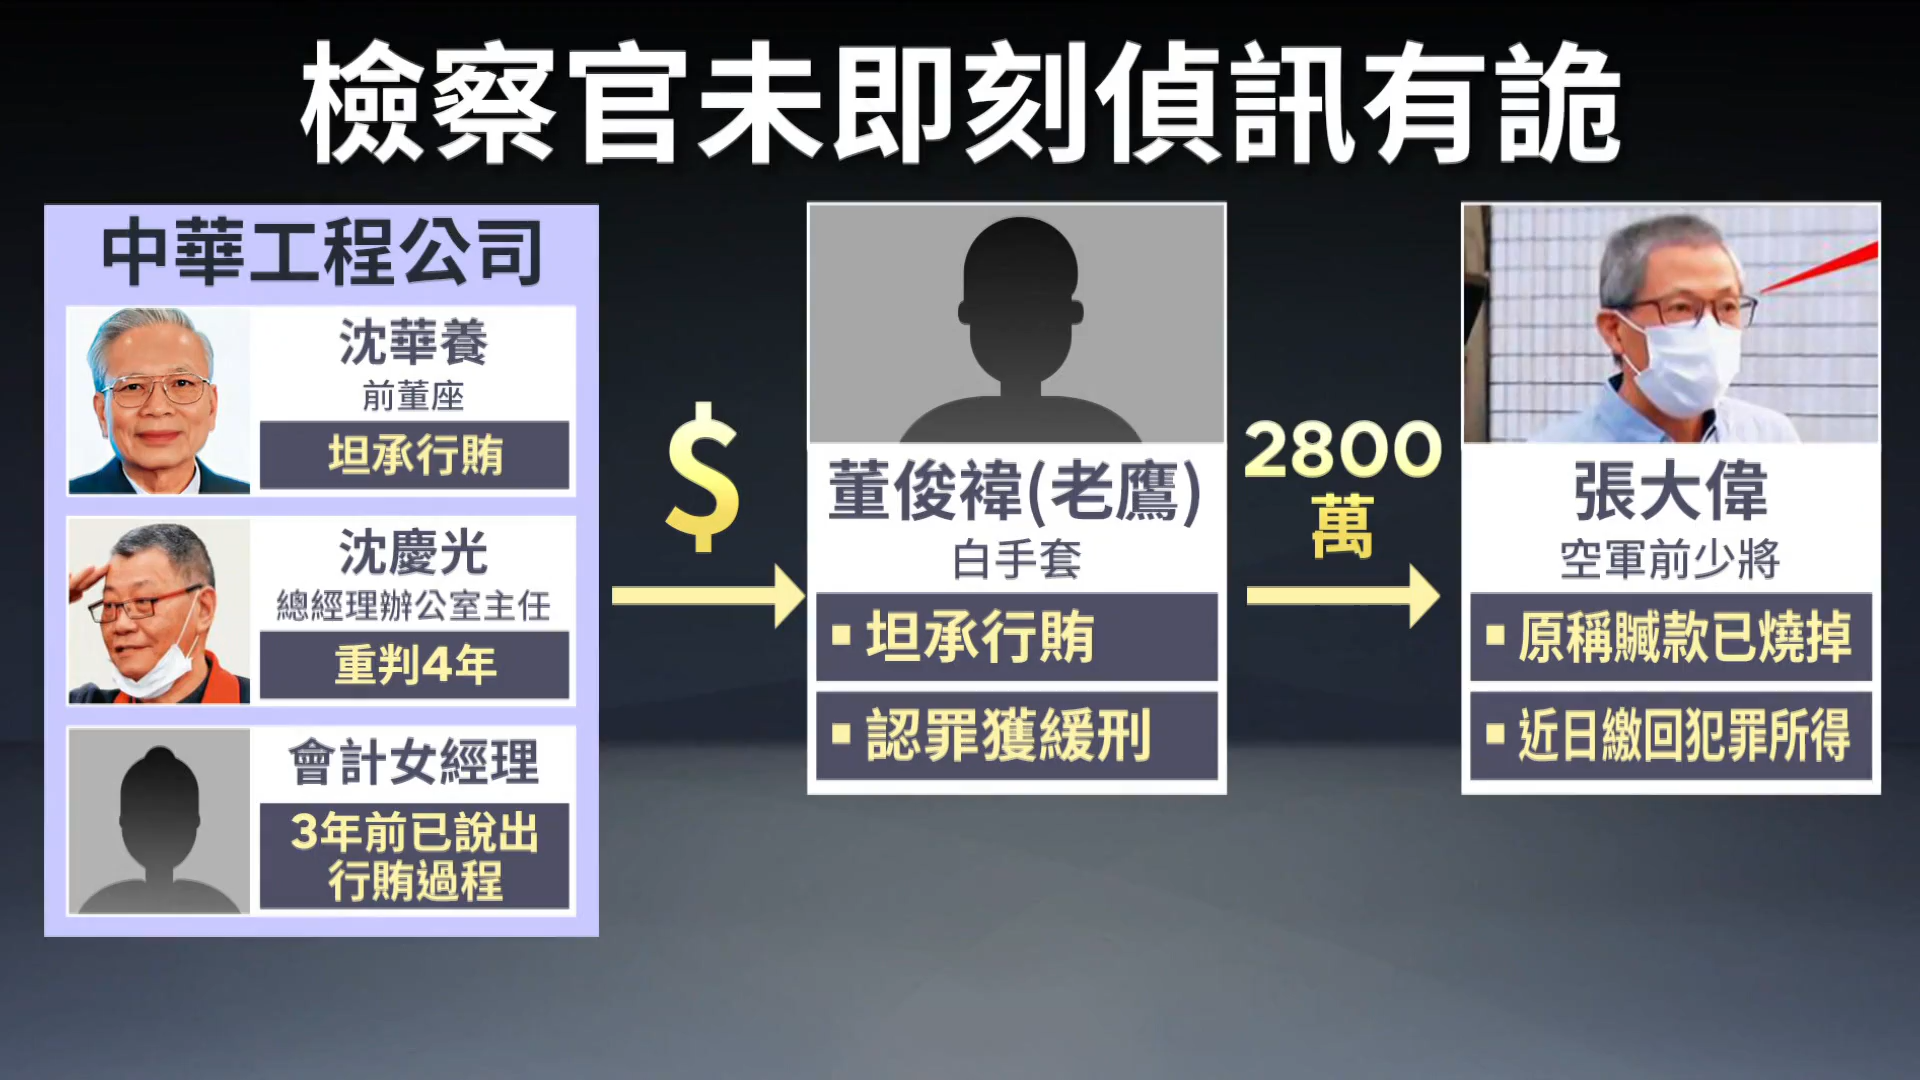 檢察官未即刻偵訊有詭
中華工程公司
沈華養
前董座
坦承行賄
沈慶光
總經理辦公室主任
重判4年
會計女經理
3年前已說出
行賄過程
$
董俊禕(老鷹)
白手套
坦承行賄
認罪獲緩刑
2800
萬
張大偉
空軍前少將
原稱贓款已燒掉
近日繳回犯罪所得